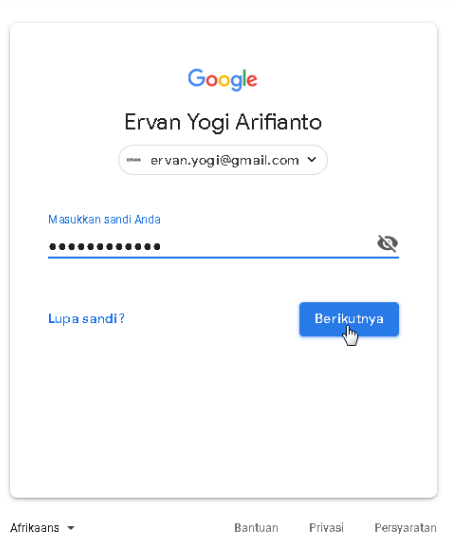 Google
Ervan Yogi Arifianto
ervan.yogi@gmail.com
Masukkan sandi Anda
••••••••••••
Lupa sandi?
Berikutnya
Afrikaans
Bantuan Privasi Persyaratan